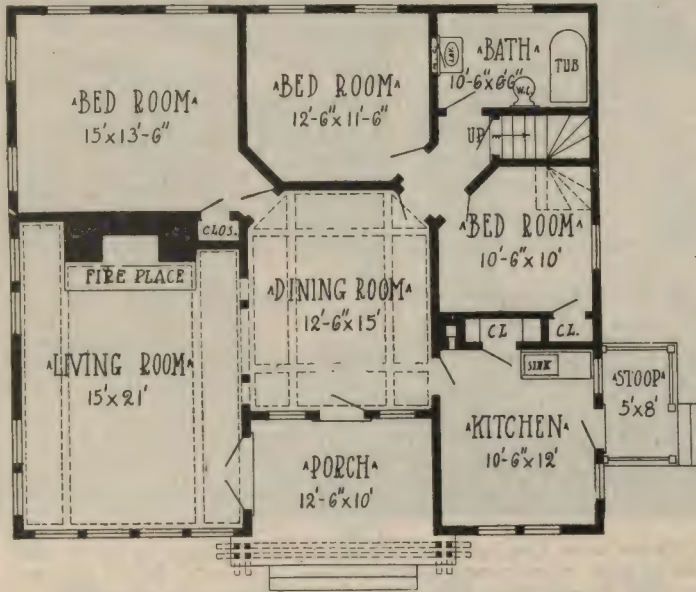 BED ROOM
15'x13'-6"
BED ROOM
12'-6"x11'-6"
LAV.
BATH
10'-6"x6'6"
W.C.
TUB
UP
CLOS.
BED ROOM
10'-6"x10'
FIRE PLACE
DINING ROOM
12'-6"x15'
LIVING ROOM
15'x21'
CL
CL.
SINK
STOOP
5'x8'
KITCHEN
10'-6"x12'
PORCH
12'-6"x10'